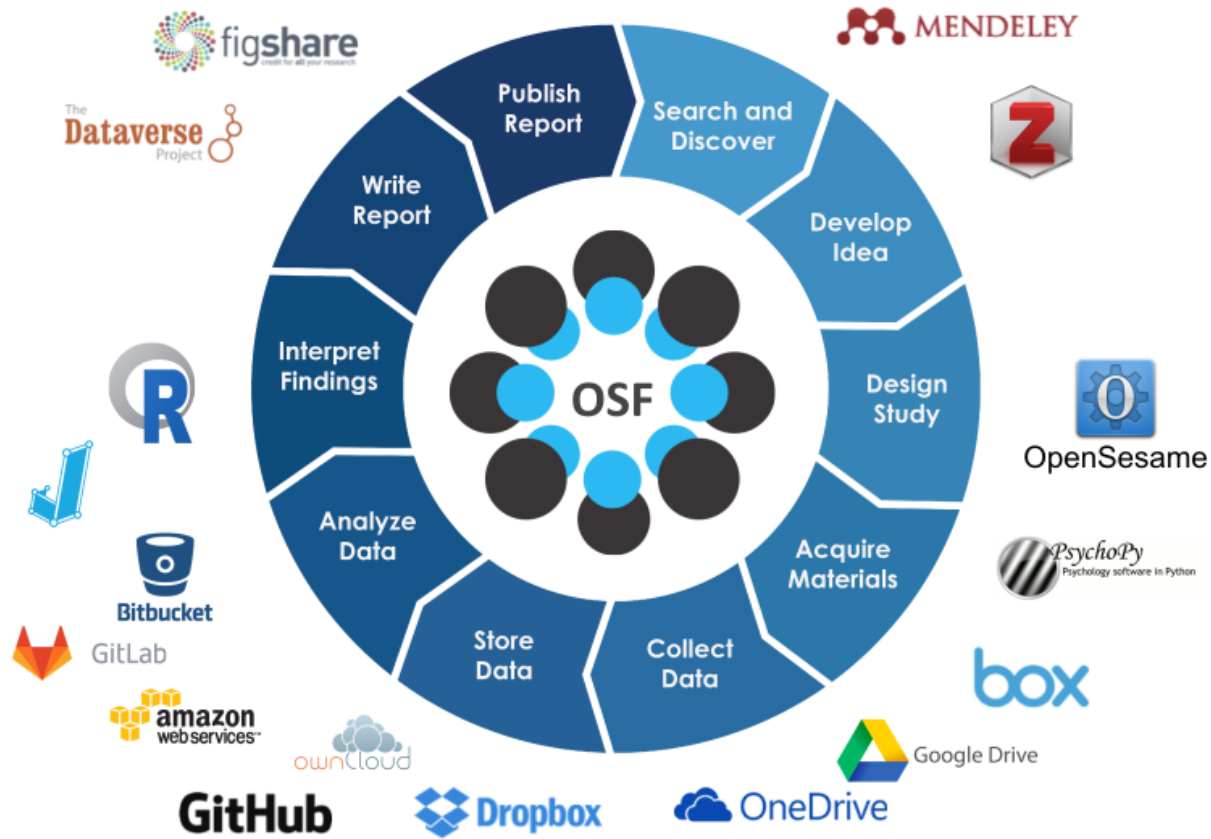 figshare
credit for all your research
MENDELEY
The
Dataverse
Project
Z
Publish
Report
Search and
Discover
Write
Report
Develop
Idea
Interpret
Findings
OSF
Design
Study
R
O
OpenSesame
Analyze
Data
Acquire
Materials
PsychoPy
Psychology software in Python
Bitbucket
GitLab
Store
Data
Collect
Data
box
amazon
web services™
ownCloud
Google Drive
GitHub
Dropbox
OneDrive